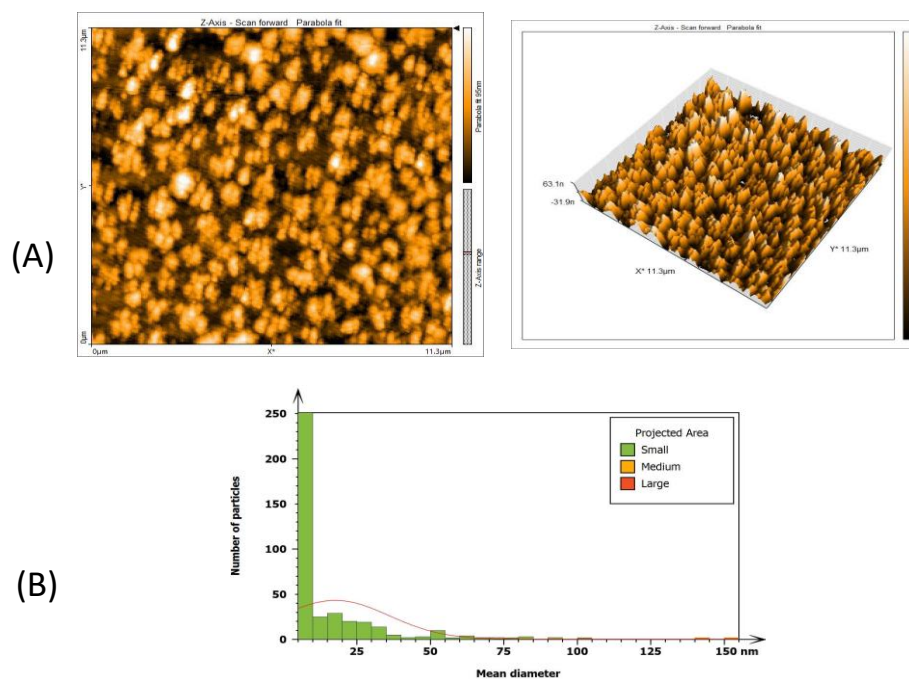 Z-Axis - Scan forward Parabola fit
11.3µm
Y*
0µm
0µm
X*
11.3µm
Parabola fit 95nm
Z-Axis range
Z-Axis - Scan forward Parabola fit
63.1n
-31.9n
X* 11.3µm
Y* 11.3µm
(A)
(B)
Number of particles
250
200
150
100
50
0
25
50
75
100
125
150 nm
Mean diameter
Projected Area
Small
Medium
Large